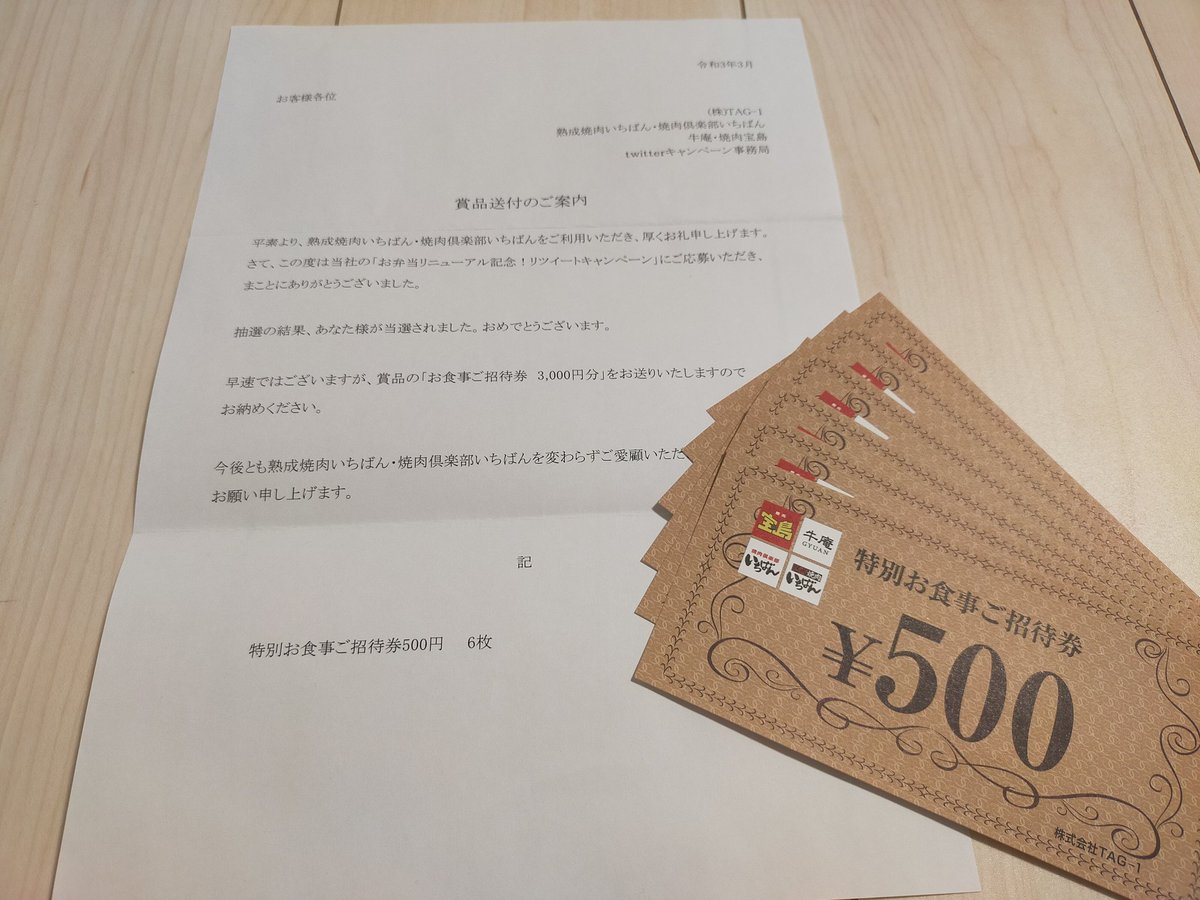 令和3年3月
お客様各位
(株)TAG-1
熟成焼肉いちばん・焼肉倶楽部いちばん
牛庵・焼肉宝島
twitterキャンペーン事務局
賞品送付のご案内
平素より、熟成焼肉いちばん・焼肉倶楽部いちばんをご利用いただき、厚くお礼申し上げます。
さて、この度は当社の「お弁当リニューアル記念！リツイートキャンペーン」にご応募いただき、
まことにありがとうございました。
抽選の結果、あなた様が当選されました。おめでとうございます。
早速ではございますが、賞品の「お食事ご招待券 3,000円分」をお送りいたしますので
お納めください。
今後とも熟成焼肉いちばん・焼肉倶楽部いちばんを変わらずご愛顧いただ
お願い申し上げます。
記
特別お食事ご招待券500円 6枚
宝島
牛庵
GYUAN
焼肉倶楽部
いちばん
焼肉
いちばん
特別お食事ご招待券
¥500
株式会社TAG-1